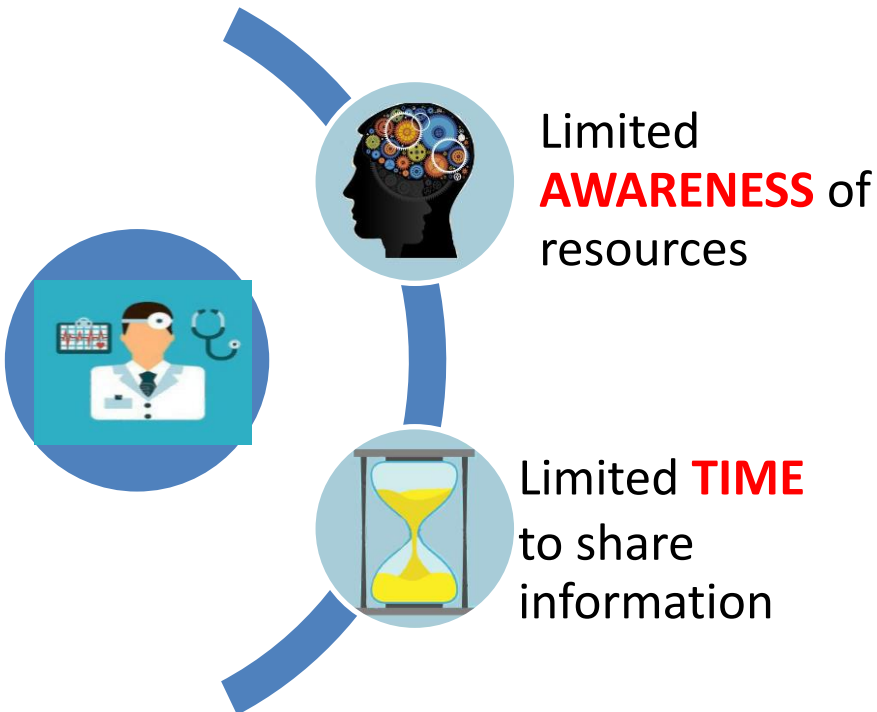 Limited
AWARENESS of
resources
Limited TIME
to share
information